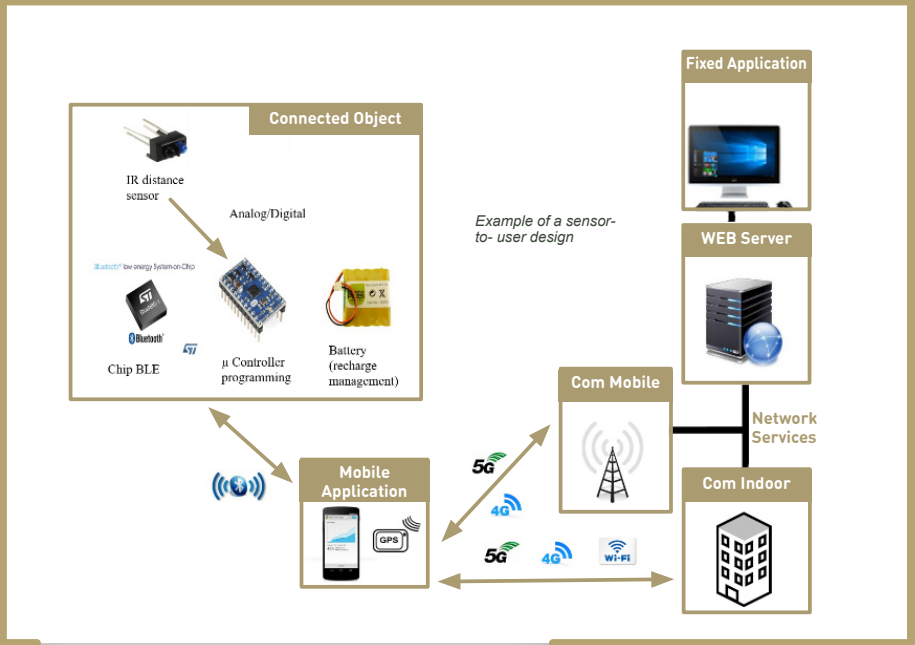 Fixed Application
Connected Object
IR distance
sensor
Analog/Digital
Example of a sensor-
to- user design
WEB Server
Bluetooth® low energy System-on-Chip
Bluetooth®
Chip BLE
µ Controller
programming
Battery
(recharge
management)
Com Mobile
Network
Services
Mobile
Application
5G
4G
Com Indoor
GPS
5G
4G
Wi-Fi